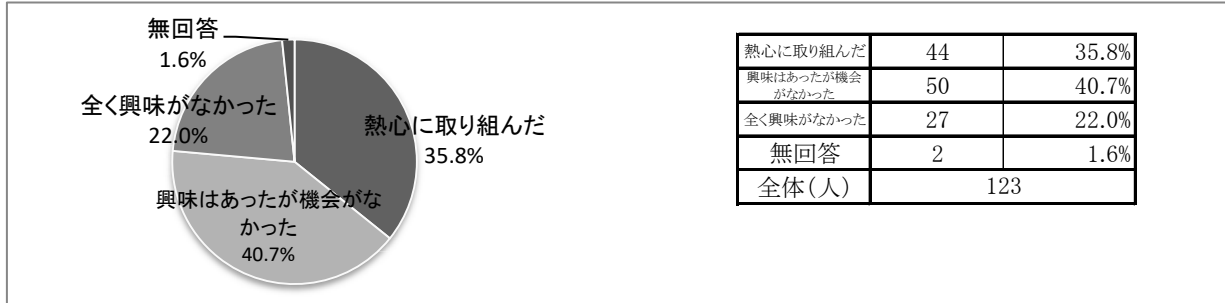 無回答
1.6%
全く興味がなかった
22.0%
熱心に取り組んだ
35.8%
興味はあったが機会がな
かった
40.7%
熱心に取り組んだ 44 35.8%
興味はあったが機会
がなかった 50 40.7%
全く興味がなかった 27 22.0%
無回答 2 1.6%
全体(人) 123